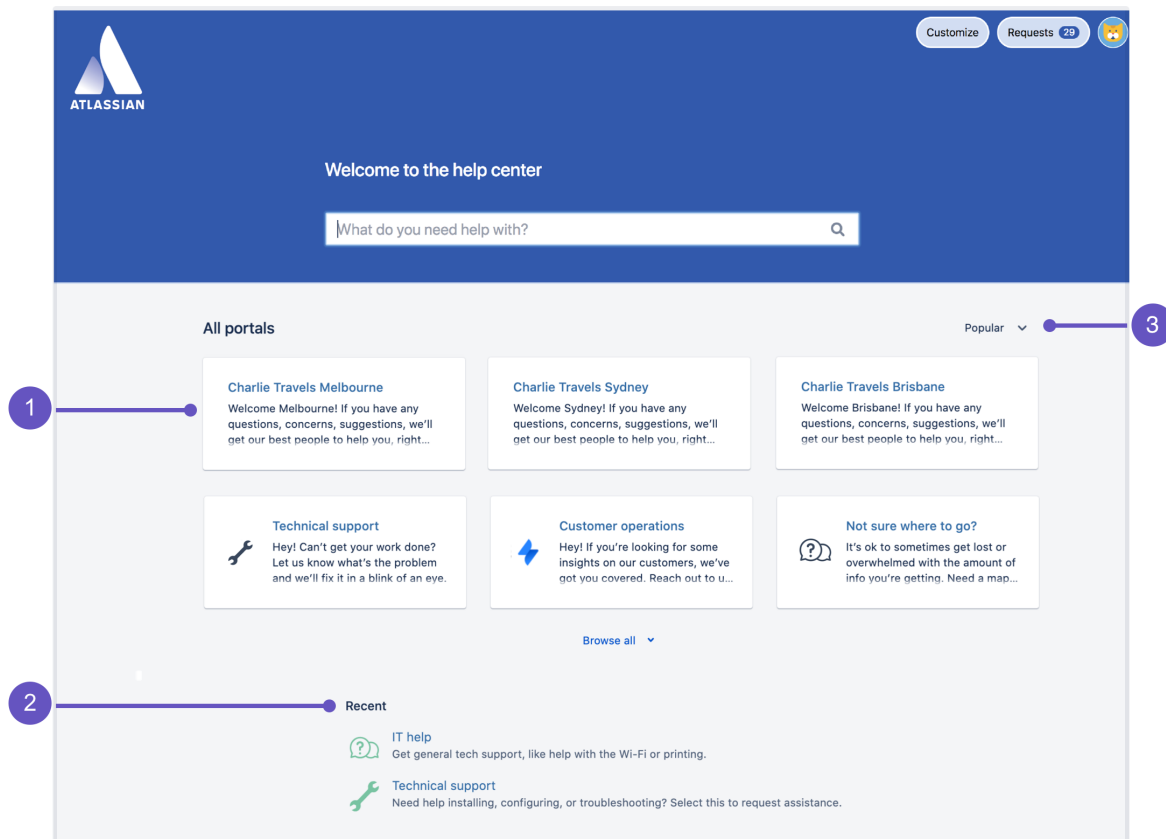 Customize
Requests 29
ATLASSIAN
Welcome to the help center
What do you need help with?
All portals
Popular
3
1
Charlie Travels Melbourne
Welcome Melbourne! If you have any
questions, concerns, suggestions, we'll
get our best people to help you, right...
Charlie Travels Sydney
Welcome Sydney! If you have any
questions, concerns, suggestions, we'll
get our best people to help you, right...
Charlie Travels Brisbane
Welcome Brisbane! If you have any
questions, concerns, suggestions, we'll
get our best people to help you, right...
Technical support
Hey! Can't get your work done?
Let us know what's the problem
and we'll fix it in a blink of an eye.
Customer operations
Hey! If you're looking for some
insights on our customers, we've
got you covered. Reach out to u...
Not sure where to go?
It's ok to sometimes get lost or
overwhelmed with the amount of
info you're getting. Need a map...
Browse all
2
Recent
IT help
Get general tech support, like help with the Wi-Fi or printing.
Technical support
Need help installing, configuring, or troubleshooting? Select this to request assistance.